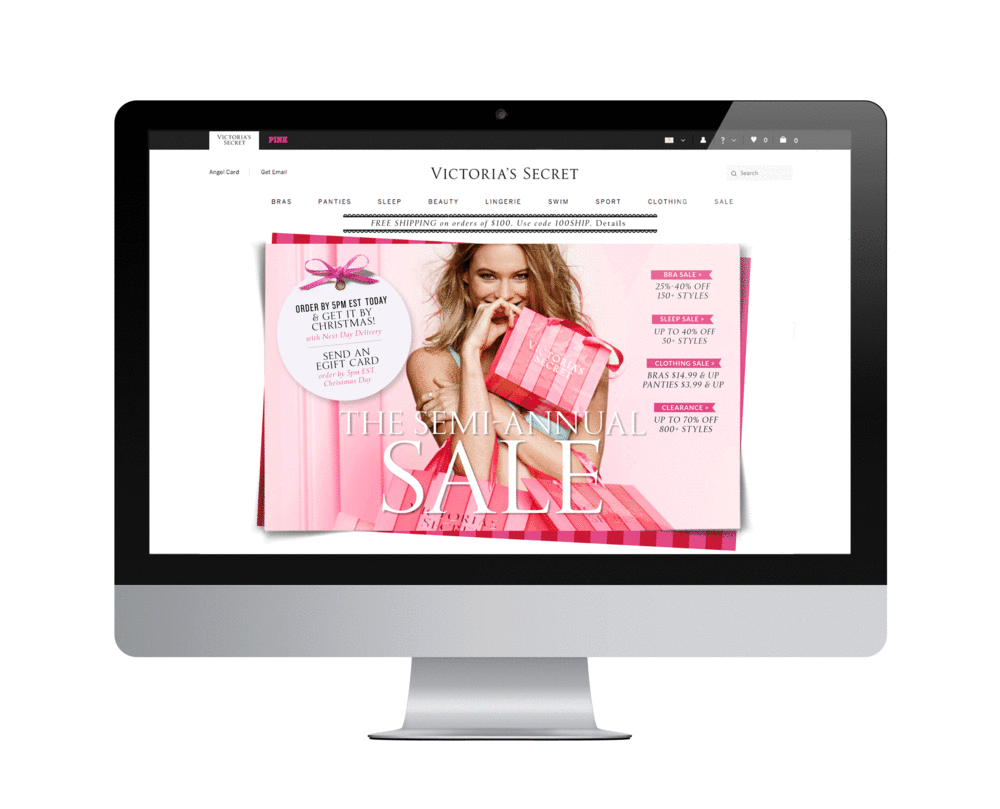 VICTORIA'S
SECRET
PINK
? 0 0
Angel Card Get Email
VICTORIA'S SECRET
Search
BRAS PANTIES SLEEP BEAUTY LINGERIE SWIM SPORT CLOTHING SALE
FREE SHIPPING on orders of $100. Use code 100SHIP. Details
ORDER BY 5PM EST TODAY
& GET IT BY
CHRISTMAS!
with Next Day Delivery
SEND AN
EGIFT CARD
order by 5pm EST
Christmas Day
VICTORIA'S
SECRET
BRA SALE >
25%-40% OFF
150+ STYLES
SLEEP SALE >
UP TO 40% OFF
50+ STYLES
CLOTHING SALE >
BRAS $14.99 & UP
PANTIES $3.99 & UP
CLEARANCE >
UP TO 70% OFF
800+ STYLES
THE SEMI-ANNUAL
SALE
VICTORIA'S
SECRET